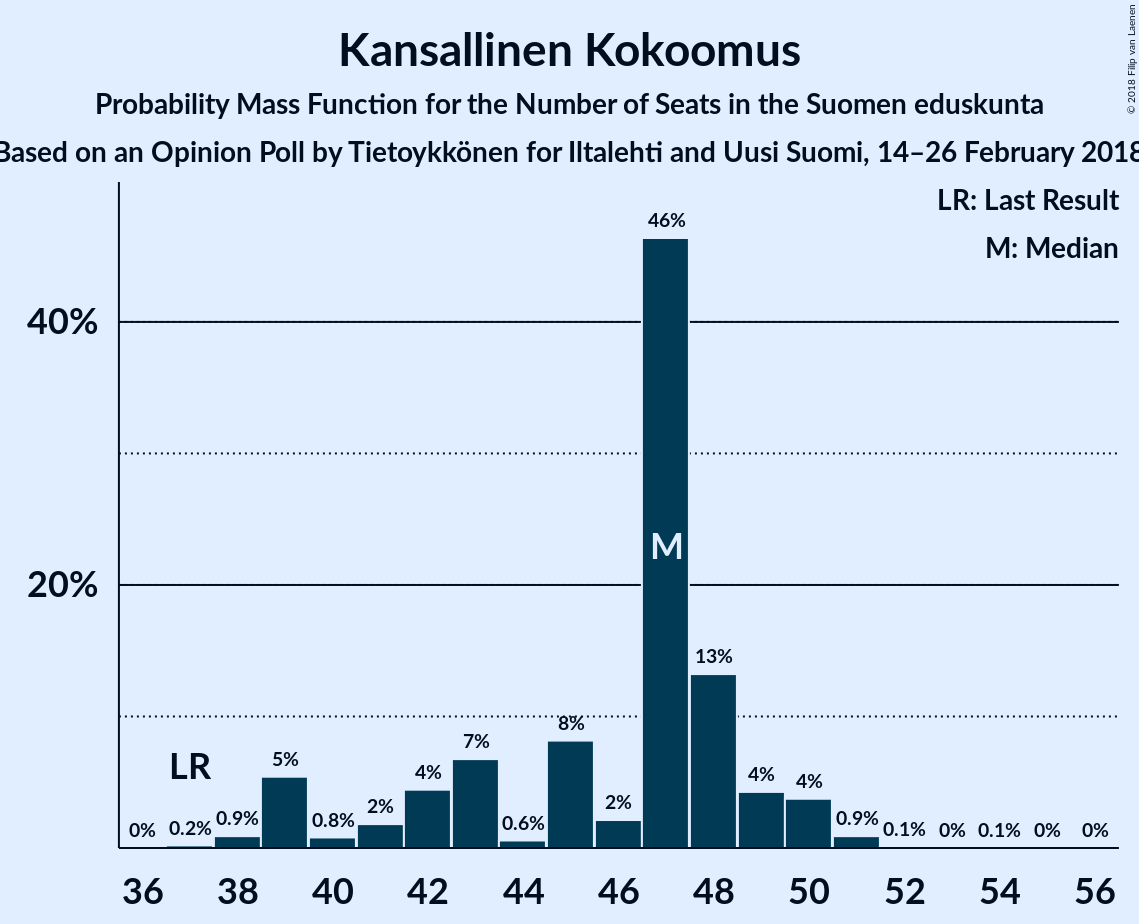 Kansallinen Kokoomus
Probability Mass Function for the Number of Seats in the Suomen eduskunta
Based on an Opinion Poll by Tietoykkönen for Iltalehti and Uusi Suomi, 14–26 February 2018
© 2018 Filip van Laenen
LR: Last Result
M: Median
46%
40%
M
20%
13%
8%
7%
LR
5%
4%
2%
2%
4%
4%
0%
0.2%
0.9%
0.8%
0.6%
0.9%
0.1%
0%
0.1%
0%
0%
36 38 40 42 44 46 48 50 52 54 56